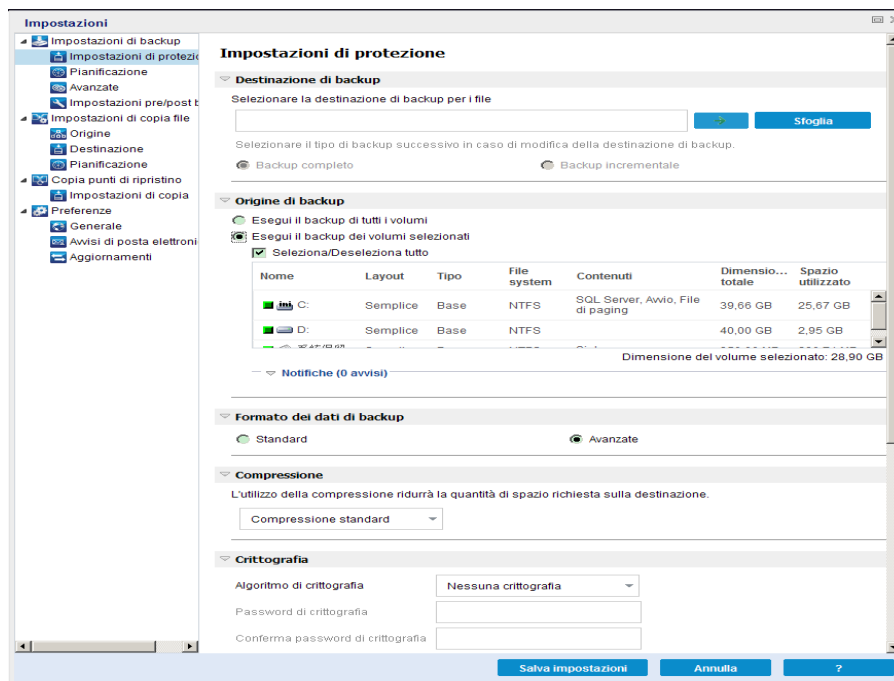 Impostazioni
Impostazioni di backup
Impostazioni di protezio
Pianificazione
Avanzate
Impostazioni pre/post b
Impostazioni di copia file
Origine
Destinazione
Pianificazione
Copia punti di ripristino
Impostazioni di copia
Preferenze
Generale
Avvisi di posta elettroni
Aggiornamenti
Impostazioni di protezione
Destinazione di backup
Selezionare la destinazione di backup per i file
Sfoglia
Selezionare il tipo di backup successivo in caso di modifica della destinazione di backup.
Backup completo Backup incrementale
Origine di backup
Esegui il backup di tutti i volumi
Esegui il backup dei volumi selezionati
Seleziona/Deseleziona tutto
Nome Layout Tipo File system Contenuti Dimensio... totale Spazio utilizzato
C: Semplice Base NTFS SQL Server, Avvio, File di paging 39,66 GB 25,67 GB
D: Semplice Base NTFS 40,00 GB 2,95 GB
Dimensione del volume selezionato: 28,90 GB
Notifiche (0 avvisi)
Formato dei dati di backup
Standard Avanzate
Compressione
L'utilizzo della compressione ridurrà la quantità di spazio richiesta sulla destinazione.
Compressione standard
Crittografia
Algoritmo di crittografia Nessuna crittografia
Password di crittografia
Conferma password di crittografia
Salva impostazioni Annulla ?